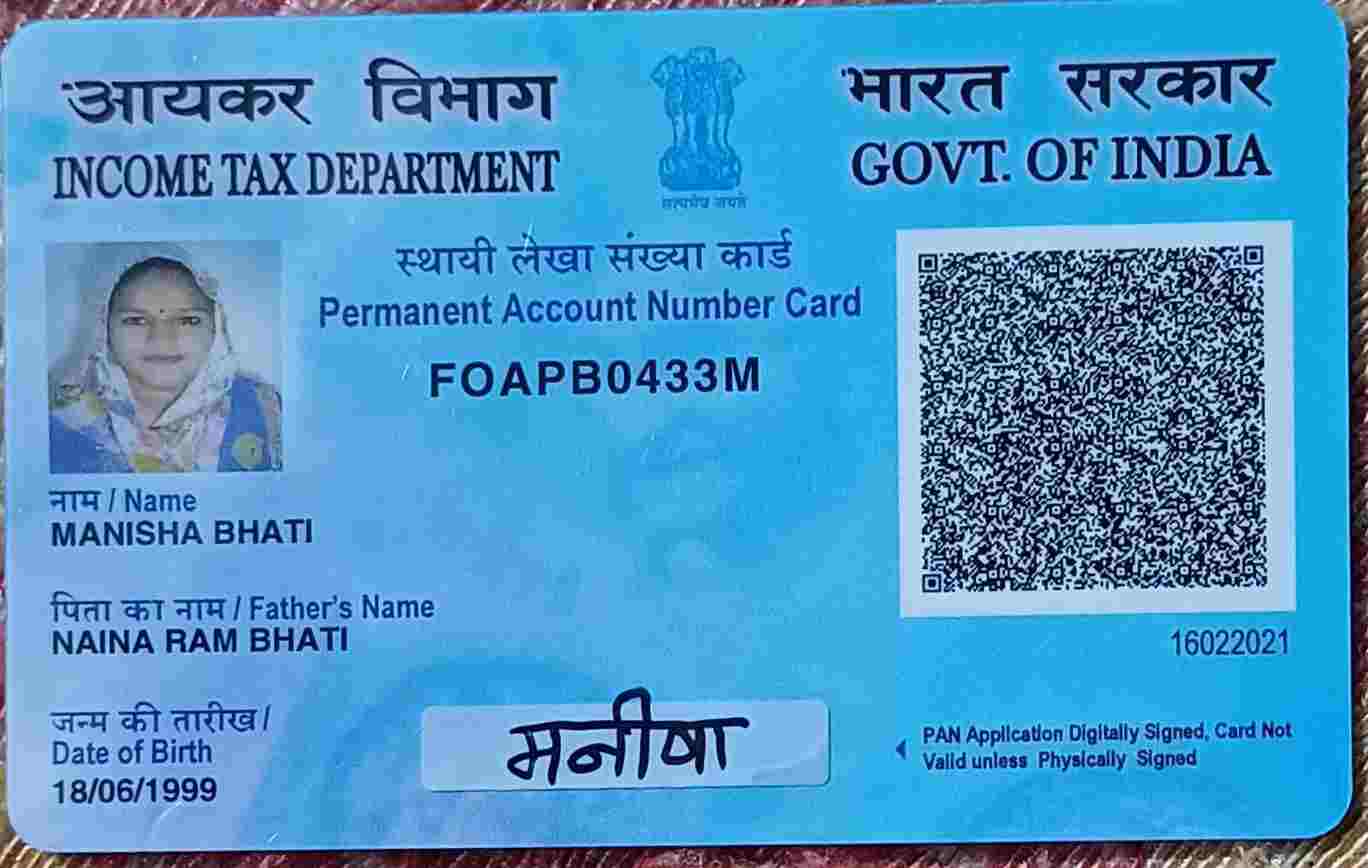 आयकर विभाग
INCOME TAX DEPARTMENT
सत्यमेव जयते
भारत सरकार
GOVT. OF INDIA
स्थायी लेखा संख्या कार्ड
Permanent Account Number Card
FOAPB0433M
नाम / Name
MANISHA BHATI
पिता का नाम / Father's Name
NAINA RAM BHATI
16022021
जन्म की तारीख /
Date of Birth
18/06/1999
मनीषा
PAN Application Digitally Signed, Card Not
Valid unless Physically Signed